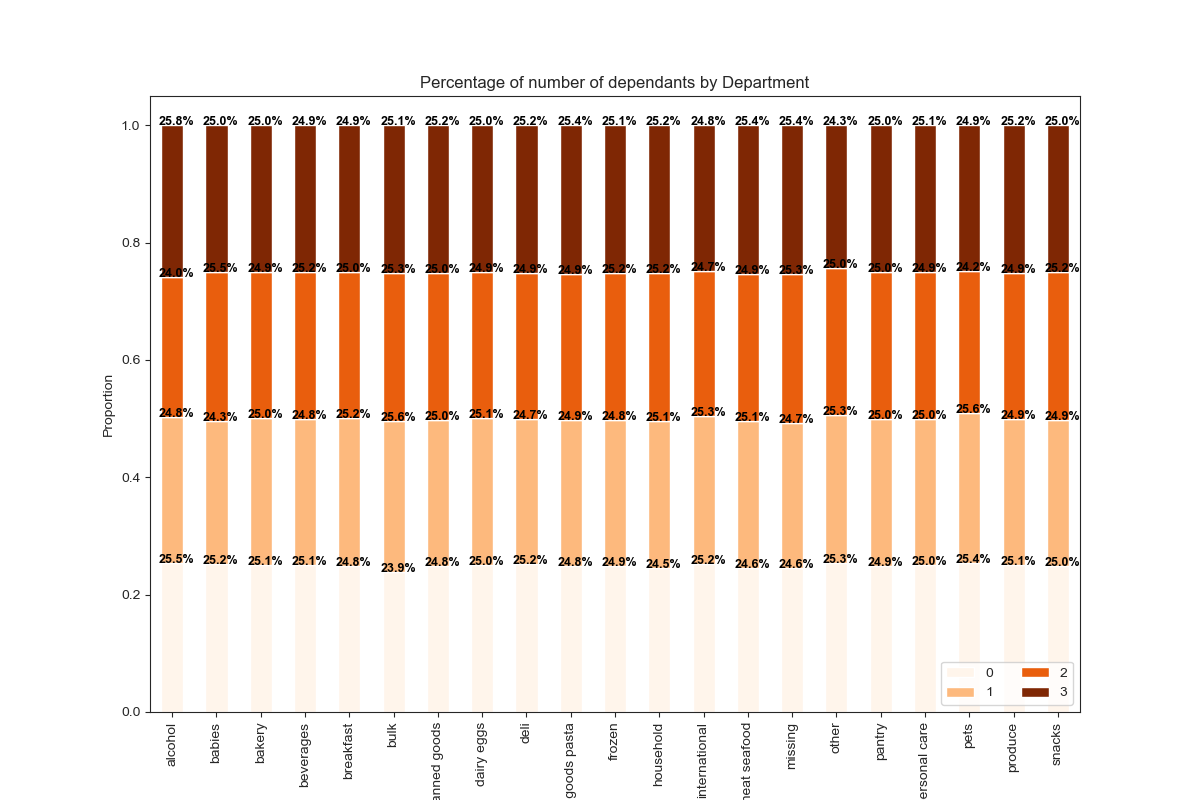 Percentage of number of dependants by Department
25.8% 25.0% 25.0% 24.9% 24.9% 25.1% 25.2% 25.0% 25.2% 25.4% 25.1% 25.2% 24.8% 25.4% 25.4% 24.3% 25.0% 25.1% 24.9% 25.2% 25.0%
24.0% 25.5% 24.9% 25.2% 25.0% 25.3% 25.0% 24.9% 24.9% 24.9% 25.2% 25.2% 24.7% 24.9% 25.3% 25.0% 25.0% 24.9% 24.2% 24.9% 25.2%
24.8% 24.3% 25.0% 24.8% 25.2% 25.6% 25.0% 25.1% 24.7% 24.9% 24.8% 25.1% 25.3% 25.1% 24.7% 25.3% 25.0% 25.0% 25.6% 24.9% 24.9%
25.5% 25.2% 25.1% 25.1% 24.8% 23.9% 24.8% 25.0% 25.2% 24.8% 24.9% 24.5% 25.2% 24.6% 24.6% 25.3% 24.9% 25.0% 25.4% 25.1% 25.0%
1.0
0.8
0.6
0.4
0.2
0.0
Proportion
0 2
1 3
alcohol
babies
bakery
beverages
breakfast
bulk
anned goods
dairy eggs
deli
goods pasta
frozen
household
international
neat seafood
missing
other
pantry
ersonal care
pets
produce
snacks